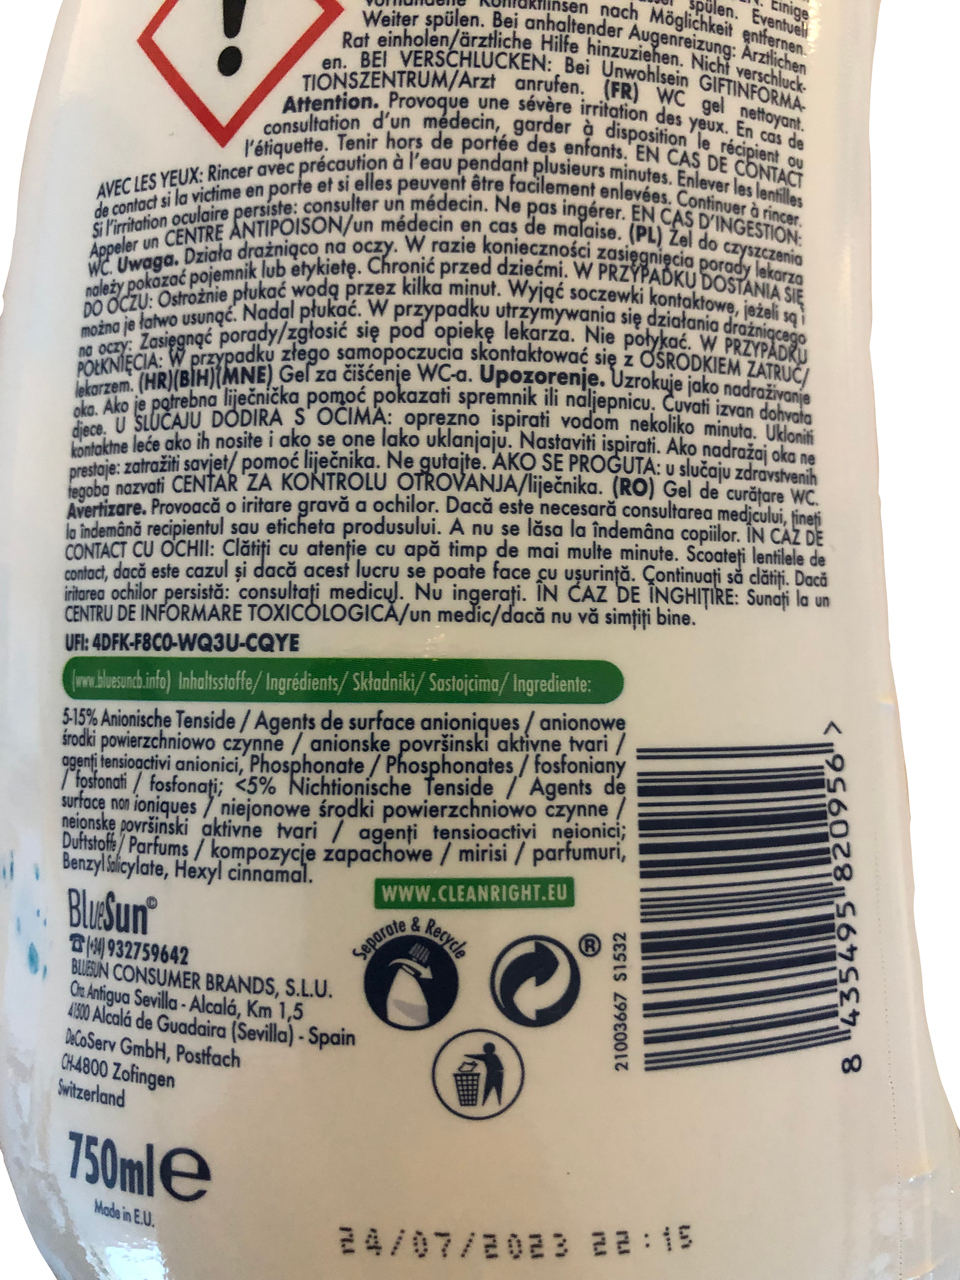 Einige
vorhandene Kontaktlinsen nach Möglichkeit entfernen. spülen. Eventuell
Weiter spülen. Bei anhaltender Augenreizung: Ärztlichen
Rat einholen/ärztliche Hilfe hinzuziehen. Nicht verschluck-
en. BEI VERSCHLUCKEN: Bei Unwohlsein GIFTINFORMA-
TIONSZENTRUM/Arzt anrufen. (FR) WC gel nettoyant.
Attention. Provoque une sévère irritation des yeux. En cas de
consultation d'un médecin, garder à disposition le récipient ou
l'étiquette. Tenir hors de portée des enfants. EN CAS DE CONTACT
AVEC LES YEUX: Rincer avec précaution à l'eau pendant plusieurs minutes. Enlever les lentilles
de contact si la victime en porte et si elles peuvent être facilement enlevées. Continuer à rincer.
Si l'irritation oculaire persiste: consulter un médecin. Ne pas ingérer. EN CAS D'INGESTION:
Appeler un CENTRE ANTIPOISON/un médecin en cas de malaise. (PL) Żel do czyszczenia
WC. Uwaga. Działa drażniąco na oczy. W razie konieczności zasięgnięcia porady lekarza
należy pokazać pojemnik lub etykietę. Chronić przed dziećmi. W PRZYPADKU DOSTANIA SIĘ
DO OCZU: Ostrożnie płukać wodą przez kilka minut. Wyjąć soczewki kontaktowe, jeżeli są i
można je łatwo usunąć. Nadal płukać. W przypadku utrzymywania się działania drażniącego
na oczy: Zasięgnąć porady/zgłosić się pod opiekę lekarza. Nie połykać. W PRZYPADKU
POŁKNIĘCIA: W przypadku złego samopoczucia skontaktować się z OŚRODKIEM ZATRUĆ/
lekarzem. (HR)(BIH)(MNE) Gel za čišćenje WC-a. Upozorenje. Uzrokuje jako nadraživanje
oka. Ako je potrebna liječnička pomoć pokazati spremnik ili naljepnicu. Čuvati izvan dohvata
djece. U SLUČAJU DODIRA S OČIMA: oprezno ispirati vodom nekoliko minuta. Ukloniti
kontaktne leće ako ih nosite i ako se one lako uklanjaju. Nastaviti ispirati. Ako nadražaj oka ne
prestaje: zatražiti savjet/ pomoć liječnika. Ne gutajte. AKO SE PROGUTA: u slučaju zdravstvenih
tegoba nazvati CENTAR ZA KONTROLU OTROVANJA/liječnika. (RO) Gel de curăţare WC.
Avertizare. Provoacă o iritare gravă a ochilor. Dacă este necesară consultarea medicului, ţineţi
la îndemână recipientul sau eticheta produsului. A nu se lăsa la îndemâna copiilor. ÎN CAZ DE
CONTACT CU OCHII: Clătiţi cu atenţie cu apă timp de mai multe minute. Scoateţi lentilele de
contact, dacă este cazul şi dacă acest lucru se poate face cu uşurinţă. Continuaţi să clătiţi. Dacă
iritarea ochilor persistă: consultaţi medicul. Nu ingeraţi. ÎN CAZ DE ÎNGHIŢIRE: Sunaţi la un
CENTRU DE INFORMARE TOXICOLOGICĂ/un medic/dacă nu vă simţiţi bine.
UFI: 4DFK-F8C0-WQ3U-CQYE
(www.bluesuncb.info) Inhaltsstoffe/ Ingrédients/ Składniki/ Sastojcima/ Ingrediente:
5-15% Anionische Tenside / Agents de surface anioniques / anionowe
środki powierzchniowo czynne / anionske površinski aktivne tvari /
agenţi tensioactivi anionici, Phosphonate / Phosphonates / fosfoniany
/ fosfonati / fosfonaţi; <5% Nichtionische Tenside / Agents de
surface non ioniques / niejonowe środki powierzchniowo czynne /
neionske površinski aktivne tvari / agenţi tensioactivi neionici;
Duftstoffe/ Parfums / kompozycje zapachowe / mirisi / parfumuri,
Benzyl Salicylate, Hexyl cinnamal.
WWW.CLEANRIGHT.EU
BlueSun©
☎ (+34) 932759642
BLUESUN CONSUMER BRANDS, S.L.U.
Ctra. Antigua Sevilla - Alcalá, Km 1,5
41500 Alcalá de Guadaira (Sevilla) - Spain
DeCoServ GmbH, Postfach
CH-4800 Zofingen
Switzerland
Separate & Recycle
®
21003667 S1532
8 435495 820956 >
750ml e
Made in E.U.
24/07/2023 22:15